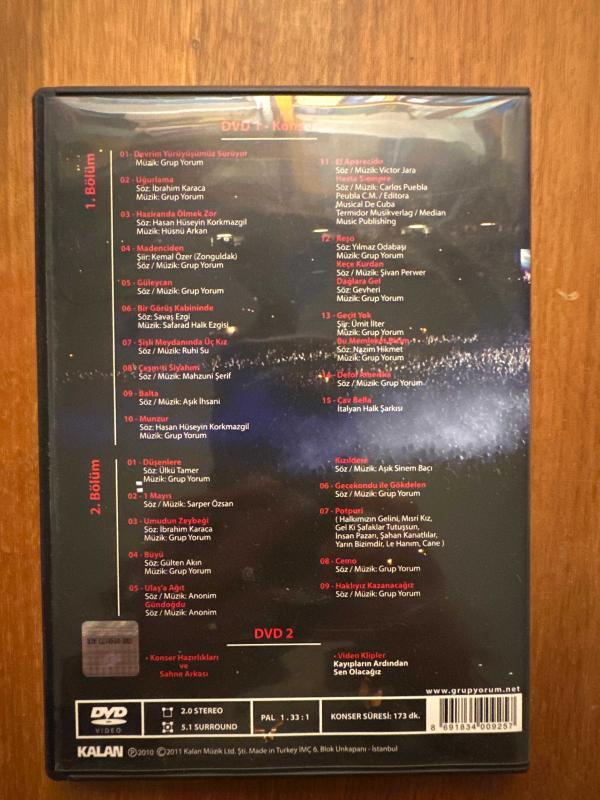 DVD 1 - Konser
1. Bölüm
01- Devrim Yürüyüşümüz Sürüyor
Müzik: Grup Yorum
02 - Uğurlama
Söz: İbrahim Karaca
Müzik: Grup Yorum
03 - Haziranda Ölmek Zor
Söz: Hasan Hüseyin Korkmazgil
Müzik: Hüsnü Arkan
04 - Madenciden
Şiir: Kemal Özer (Zonguldak)
Söz / Müzik: Grup Yorum
05 - Güleycan
Söz / Müzik: Grup Yorum
06 - Bir Görüş Kabininde
Söz: Savaş Ezgi
Müzik: Safarad Halk Ezgisi
07 - Şişli Meydanında Üç Kız
Söz / Müzik: Ruhi Su
08 - Çeşmi Siyahım
Söz / Müzik: Mahzuni Şerif
09 - Balta
Söz / Müzik: Aşık İhsani
10 - Munzur
Söz: Hasan Hüseyin Korkmazgil
Müzik: Grup Yorum
11 - El Aparecido
Söz / Müzik: Victor Jara
Hasta Siempre
Söz / Müzik: Carlos Puebla
Peubla C.M. / Editora
Musical De Cuba
Termidor Musikverlag / Median
Music Publishing
12 - Reşo
Söz: Yılmaz Odabaşı
Müzik: Grup Yorum
Keçe Kurdan
Söz / Müzik: Şivan Perwer
Dağlara Gel
Söz: Gevheri
Müzik: Grup Yorum
13 - Geçit Yok
Şiir: Ümit İlter
Müzik: Grup Yorum
Bu Memleket Bizim
Söz: Nazım Hikmet
Müzik: Grup Yorum
14 - Defol Amerika
Söz / Müzik: Grup Yorum
15 - Çav Bella
İtalyan Halk Şarkısı
2. Bölüm
01 - Düşenlere
Söz: Ülkü Tamer
Müzik: Grup Yorum
02 - 1 Mayıs
Söz / Müzik: Sarper Özsan
03 - Umudun Zeybeği
Söz: İbrahim Karaca
Müzik: Grup Yorum
04 - Büyü
Söz: Gülten Akın
Müzik: Grup Yorum
05 - Ulaş'a Ağıt
Söz / Müzik: Anonim
Gündoğdu
Söz / Müzik: Anonim
Kızıldere
Söz / Müzik: Aşık Sinem Bacı
06 - Gecekondu ile Gökdelen
Söz / Müzik: Grup Yorum
07 - Potpuri
( Halkımızın Gelini, Mısri Kız,
Gel Ki Şafaklar Tutuşsun,
İnsan Pazarı, Şahan Kanatlılar,
Yarın Bizimdir, Le Hanım, Cane )
08 - Cemo
Söz / Müzik: Grup Yorum
09 - Haklıyız Kazanacağız
Söz / Müzik: Grup Yorum
DVD 2
- Konser Hazırlıkları
ve
Sahne Arkası
- Video Klipler
Kayıpların Ardından
Sen Olacağız
www.grupyorum.net
DVD
VIDEO
2.0 STEREO
5.1 SURROUND
PAL 1.33:1
KONSER SÜRESİ: 173 dk.
8 691834 009257
KALAN ℗2010 ©2011 Kalan Müzik Ltd. Şti. Made in Turkey İMÇ 6. Blok Unkapanı - İstanbul